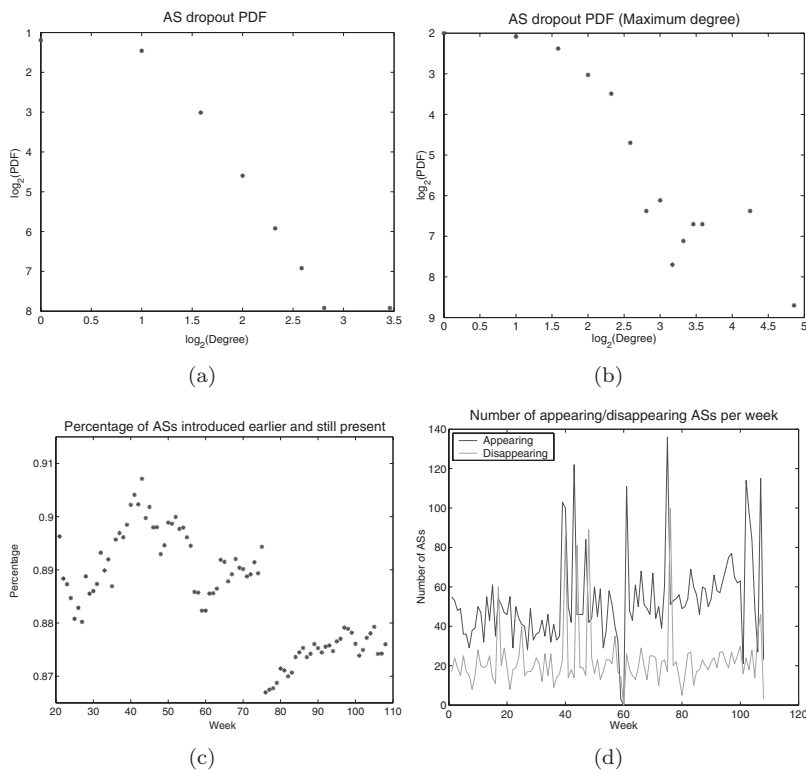 AS dropout PDF
1
2
3
4
5
6
7
8
log2(PDF)
0 0.5 1 1.5 2 2.5 3 3.5
log2(Degree)
(a)
AS dropout PDF (Maximum degree)
2
3
4
5
6
7
8
9
log2(PDF)
0 0.5 1 1.5 2 2.5 3 3.5 4 4.5 5
log2(Degree)
(b)
Percentage of ASs introduced earlier and still present
0.91
0.9
0.89
0.88
0.87
Percentage
20 30 40 50 60 70 80 90 100 110
Week
(c)
Number of appearing/disappearing ASs per week
Appearing
Disappearing
140
120
100
80
60
40
20
0
Number of ASs
0 20 40 60 80 100 120
Week
(d)